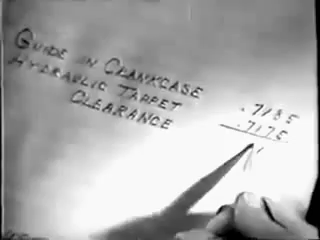 GUIDE IN CRANKCASE
HYDRAULIC TAPPET
CLEARANCE
.7185
.7175